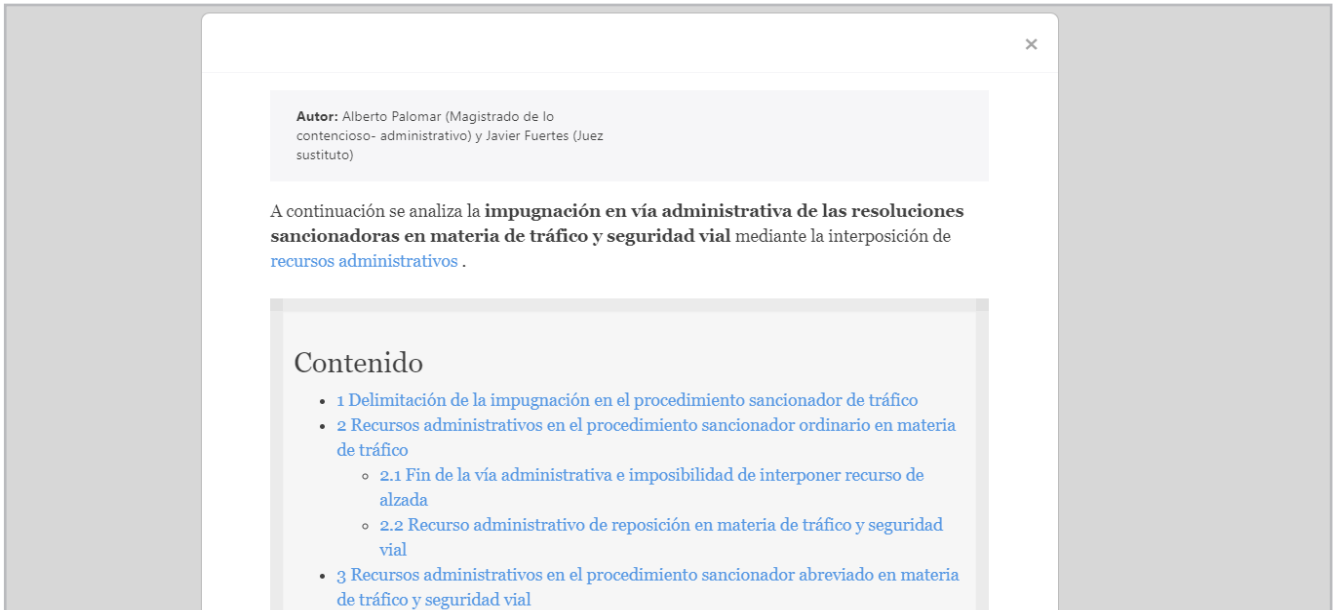 ×
Autor: Alberto Palomar (Magistrado de lo
contencioso- administrativo) y Javier Fuertes (Juez
sustituto)
A continuación se analiza la impugnación en vía administrativa de las resoluciones
sancionadoras en materia de tráfico y seguridad vial mediante la interposición de
recursos administrativos .
Contenido
• 1 Delimitación de la impugnación en el procedimiento sancionador de tráfico
• 2 Recursos administrativos en el procedimiento sancionador ordinario en materia
de tráfico
◦ 2.1 Fin de la vía administrativa e imposibilidad de interponer recurso de
alzada
◦ 2.2 Recurso administrativo de reposición en materia de tráfico y seguridad
vial
• 3 Recursos administrativos en el procedimiento sancionador abreviado en materia
de tráfico y seguridad vial